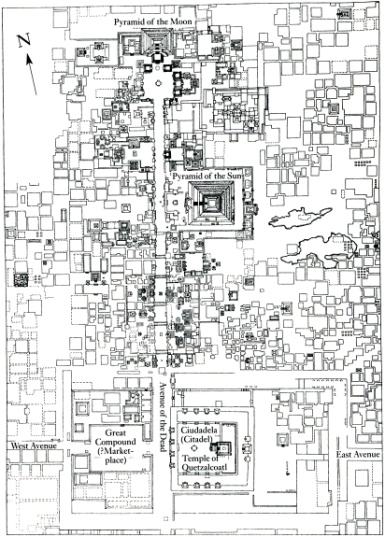 Pyramid of the Moon
N
Pyramid of the Sun
Avenue of the Dead
Great
Compound
(?Market-
place)
Ciudadela
(Citadel)
Temple of
Quetzalcoatl
West Avenue
East Avenue